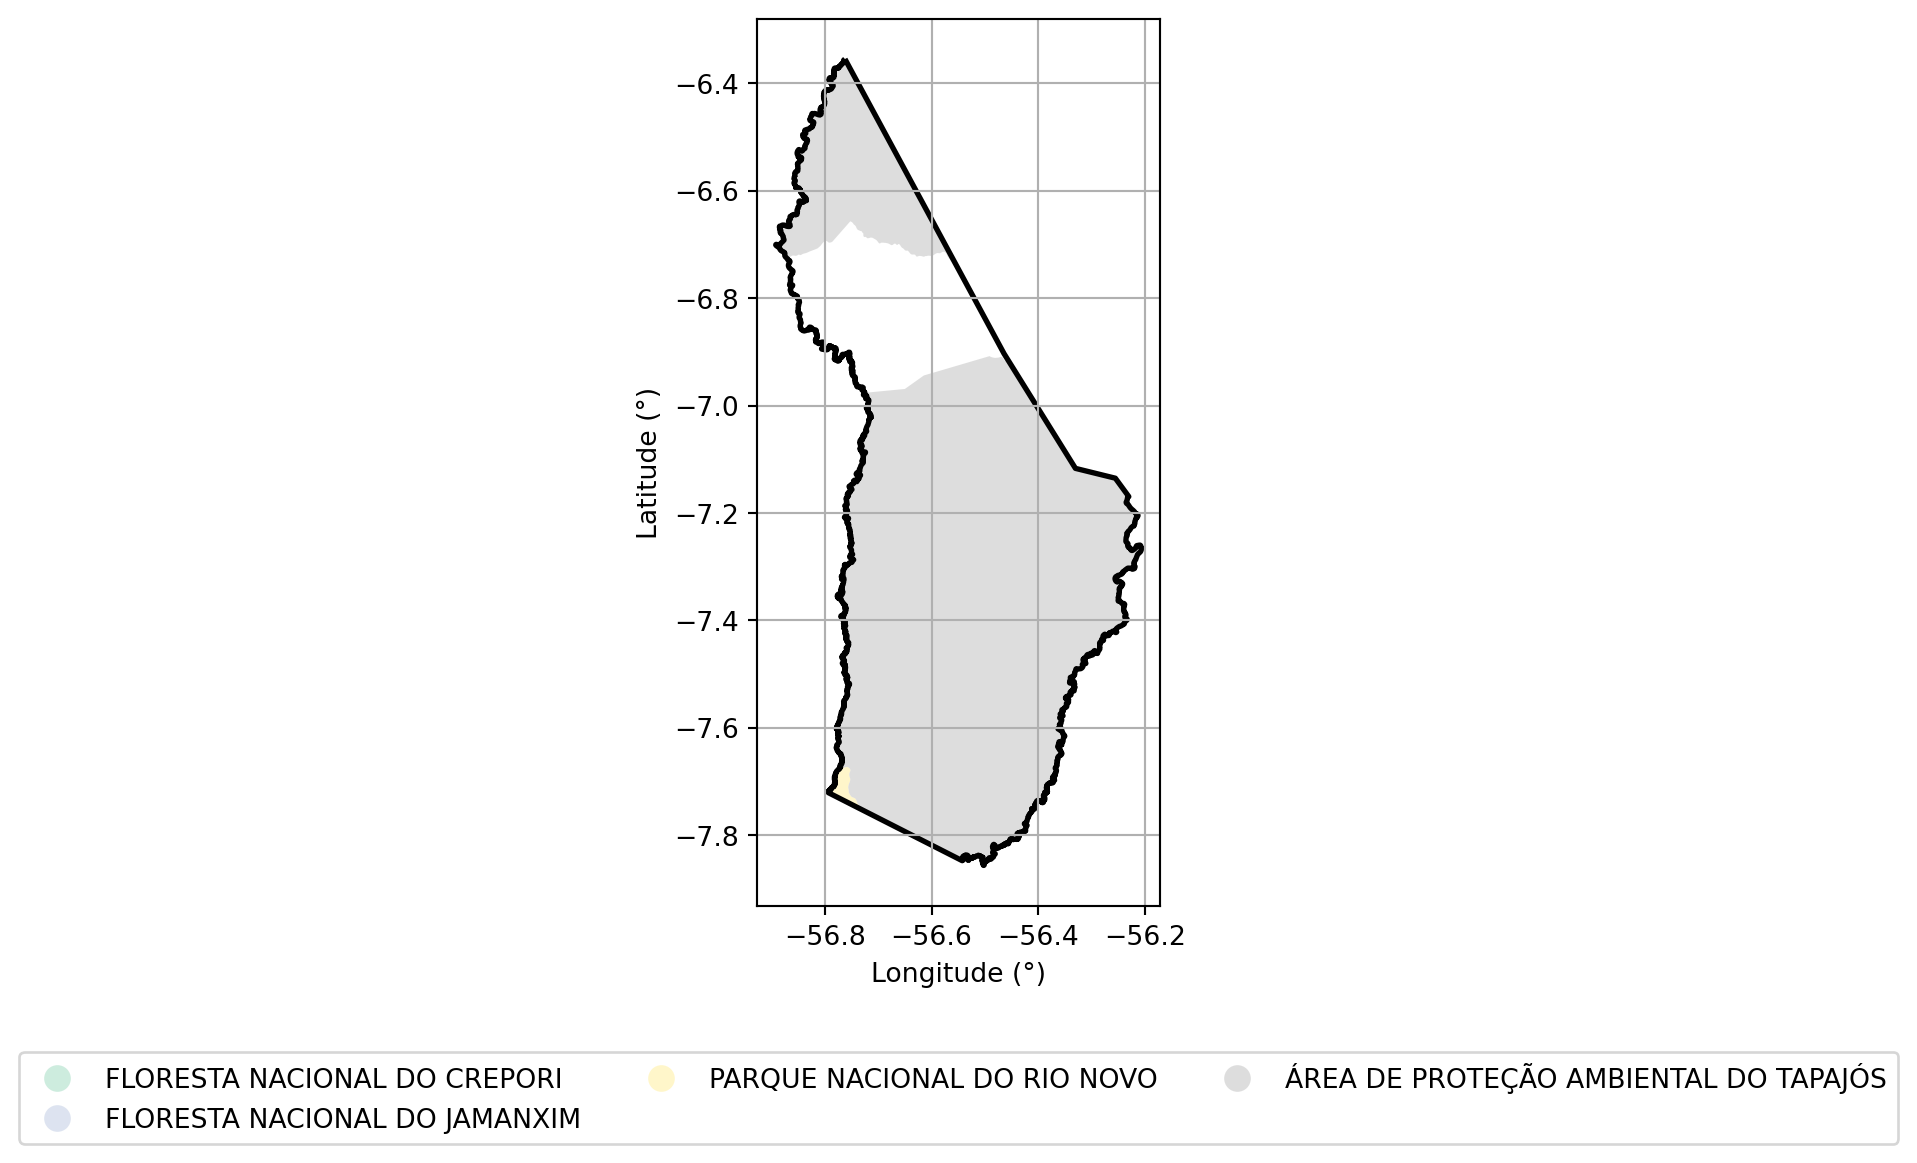 −6.4
−6.6
−6.8
−7.0
−7.2
−7.4
−7.6
−7.8
Latitude (°)
−56.8 −56.6 −56.4 −56.2
Longitude (°)
FLORESTA NACIONAL DO CREPORI
FLORESTA NACIONAL DO JAMANXIM
PARQUE NACIONAL DO RIO NOVO
ÁREA DE PROTEÇÃO AMBIENTAL DO TAPAJÓS